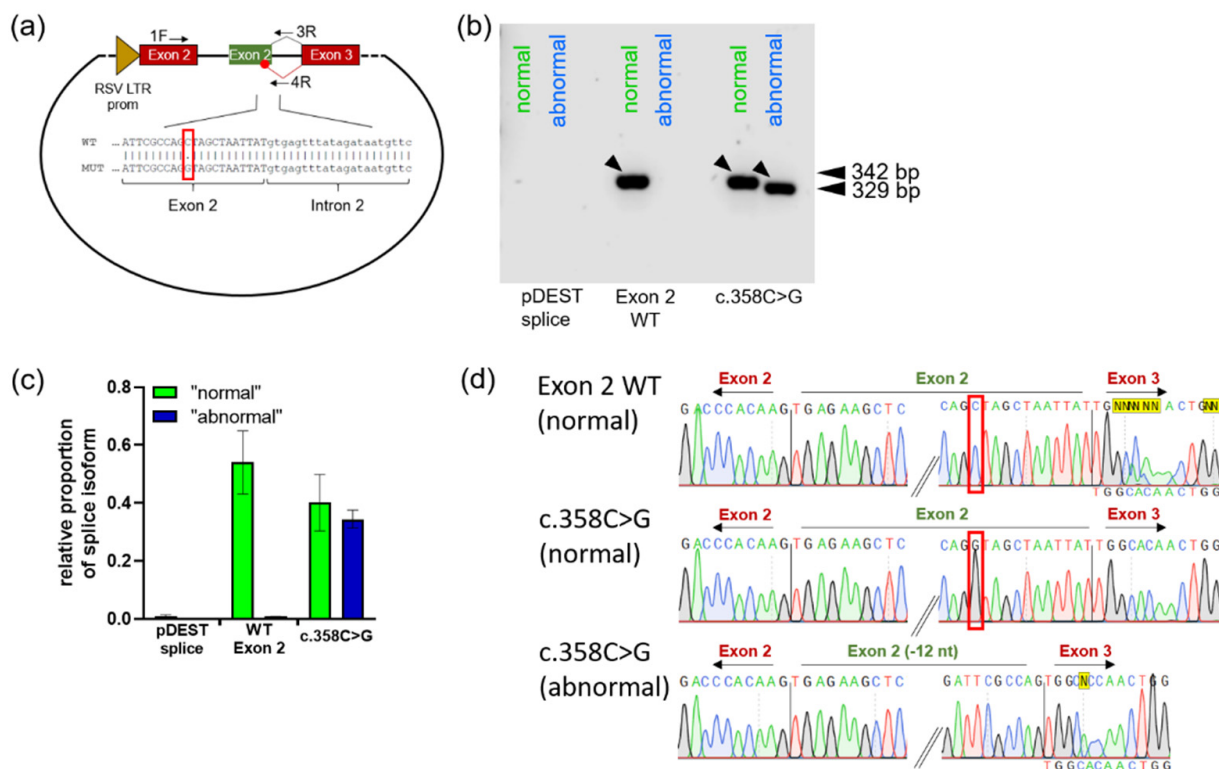 (a)
1F
3R
Exon 2
Exon 2
Exon 3
4R
RSV LTR
prom
WT ...ATTCGCCAGCTAGCTAATTATgtgagtttatagataatgttc
MUT ...ATTCGCCAGGTAGCTAATTATgtgagtttatagataatgttc
Exon 2 Intron 2
(b)
normal abnormal normal abnormal normal abnormal
342 bp
329 bp
pDEST
splice
Exon 2
WT
c.358C>G
(c)
relative proportion
of splice isoform
0.8
0.6
0.4
0.2
0.0
"normal"
"abnormal"
pDEST
splice
WT
Exon 2
c.358C>G
(d)
Exon 2 WT
(normal)
Exon 2 Exon 2 Exon 3
GACCCACAAGTGAGAAGCTC CAGCTAGCTAATTATTGNNNNNACTGNN
TGGCACAACTGG
c.358C>G
(normal)
Exon 2 Exon 2 Exon 3
GACCCACAAGTGAGAAGCTC CAGGTAGCTAATTATTGGCACAACTGG
c.358C>G
(abnormal)
Exon 2 Exon 2 (-12 nt) Exon 3
GACCCACAAGTGAGAAGCTC GATTCGCCAGTGGCNCCAACTGG
TGGCACAACTGG